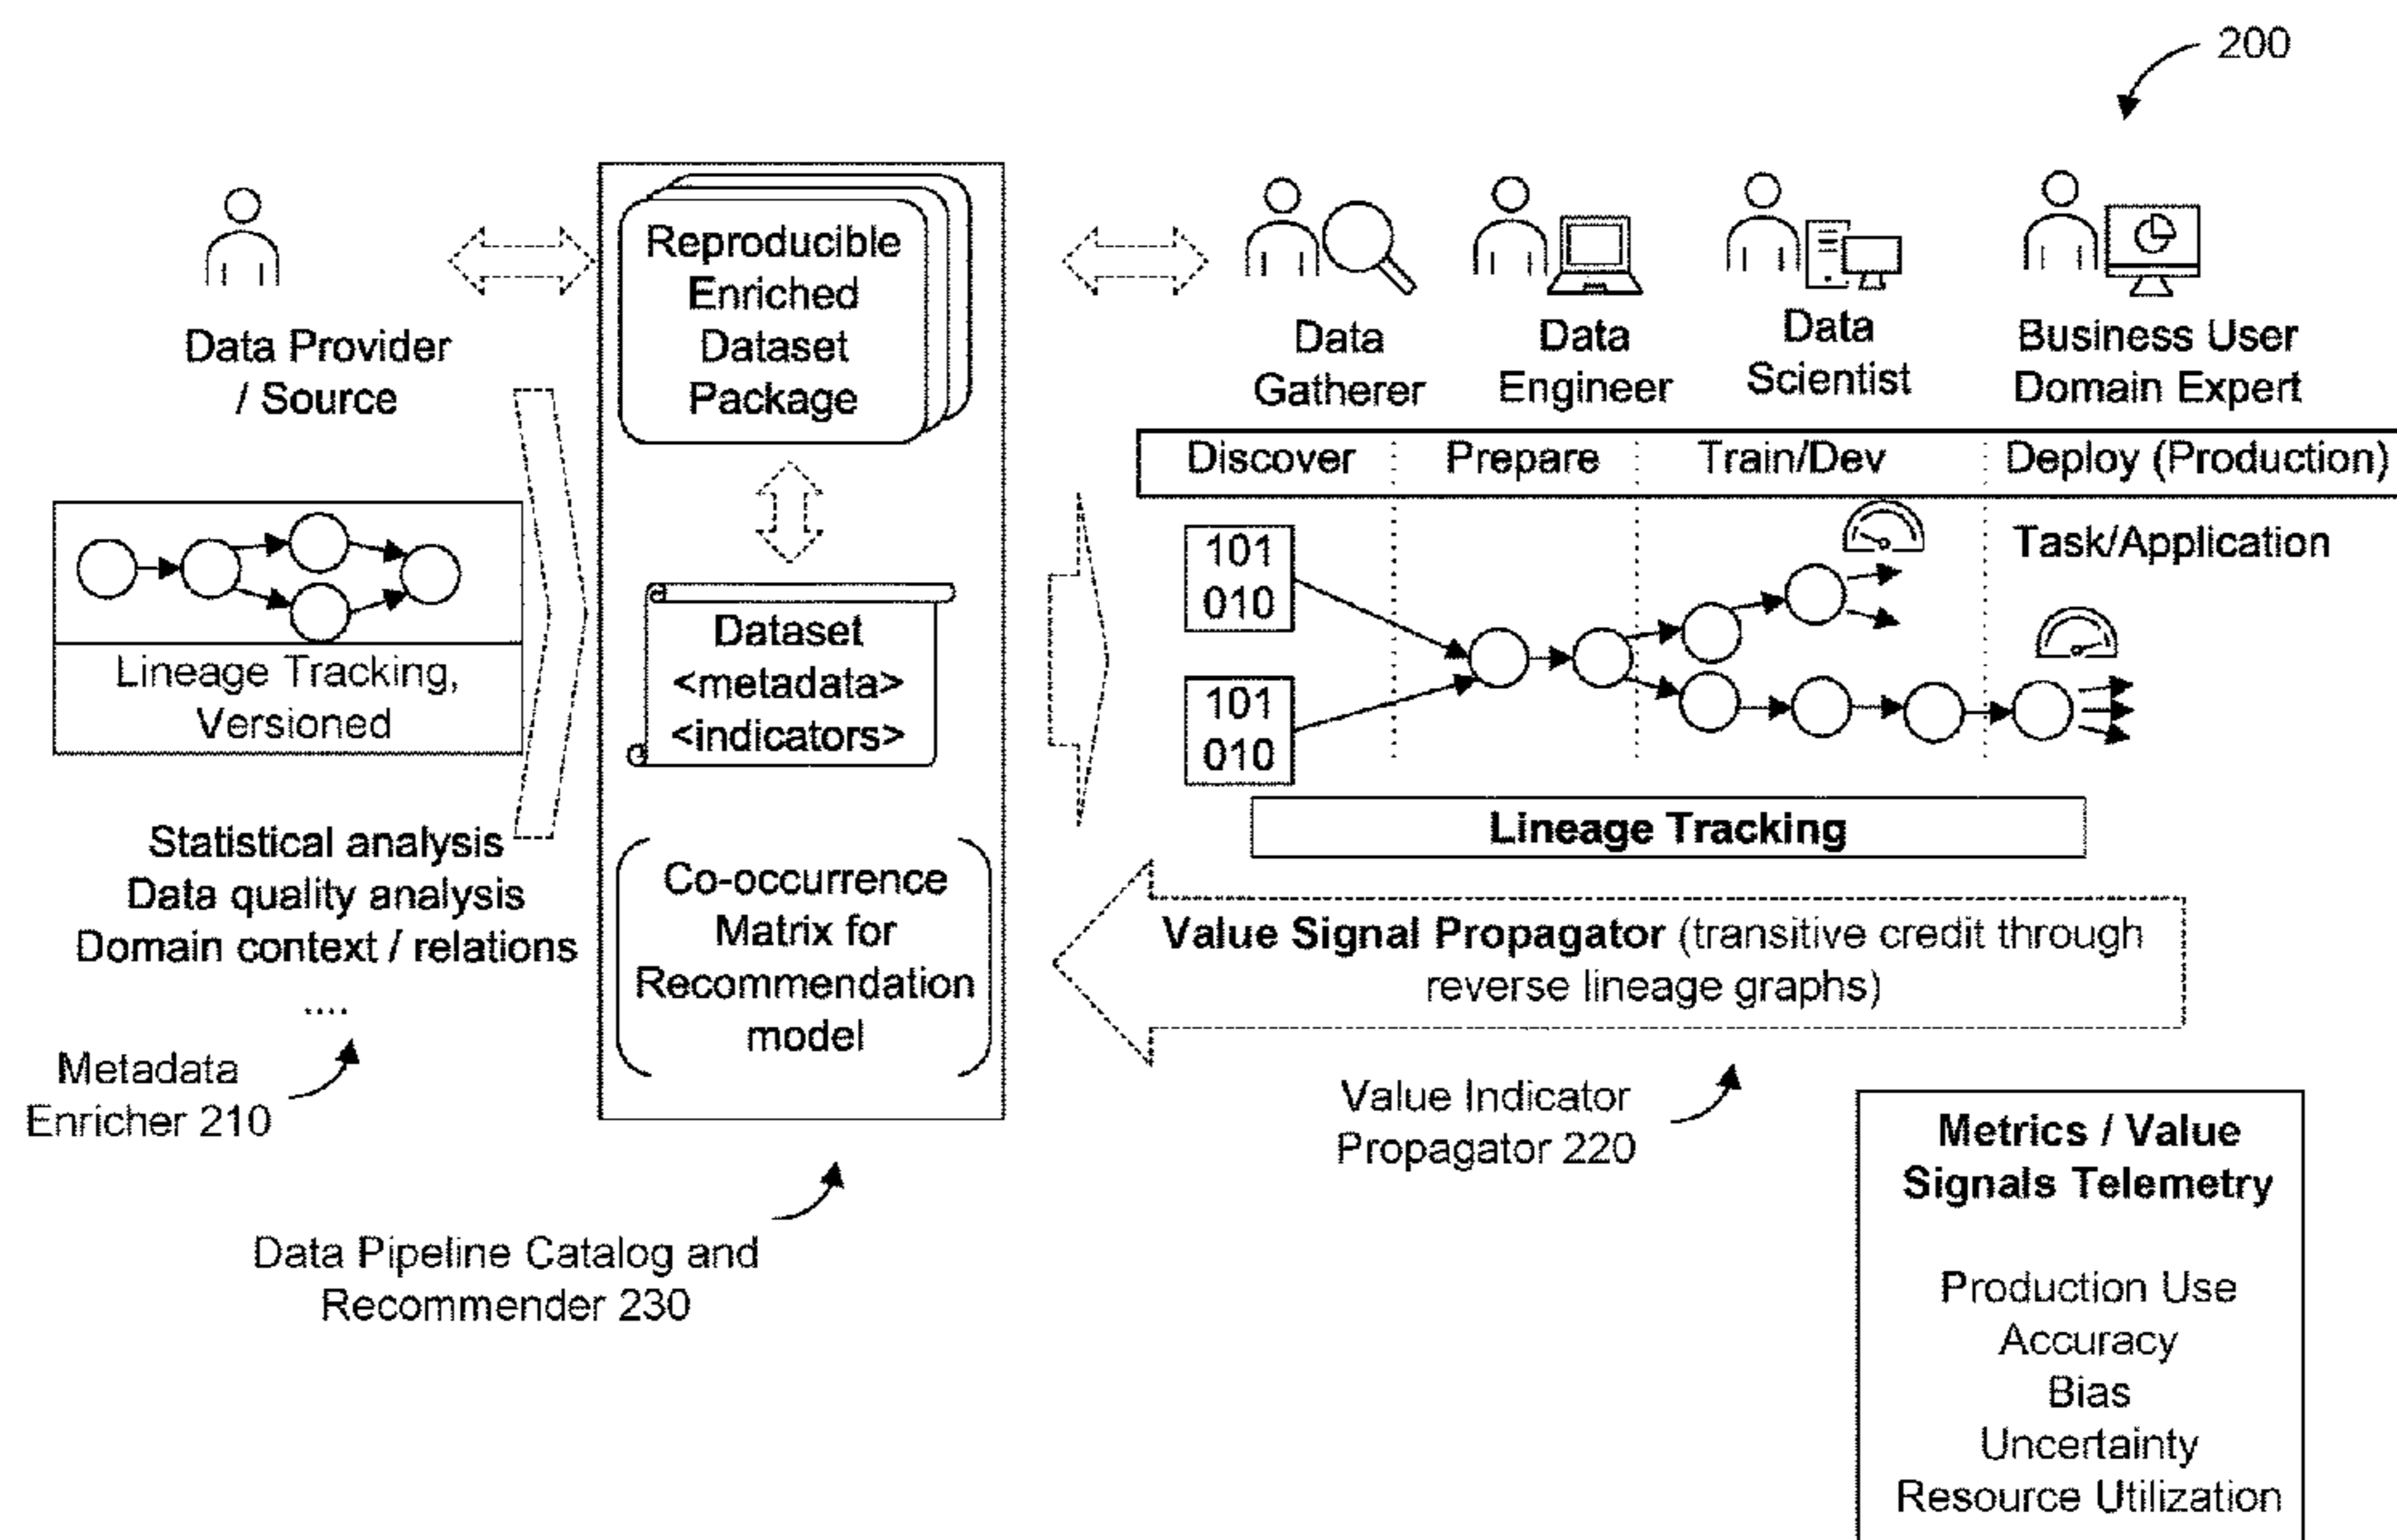 200
Data Provider
/ Source
Reproducible
Enriched
Dataset
Package
Data
Gatherer
Data
Engineer
Data
Scientist
Business User
Domain Expert
Discover
Prepare
Train/Dev
Deploy (Production)
Lineage Tracking,
Versioned
Dataset
<metadata>
<indicators>
101
010
101
010
Task/Application
Lineage Tracking
Statistical analysis
Data quality analysis
Domain context / relations
....
Metadata
Enricher 210
Co-occurrence
Matrix for
Recommendation
model
Value Signal Propagator (transitive credit through
reverse lineage graphs)
Value Indicator
Propagator 220
Data Pipeline Catalog and
Recommender 230
Metrics / Value
Signals Telemetry
Production Use
Accuracy
Bias
Uncertainty
Resource Utilization